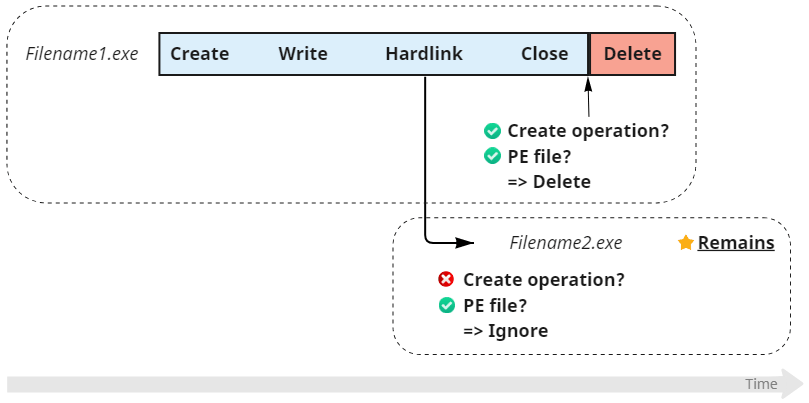 Filename1.exe Create Write Hardlink Close Delete
Create operation?
PE file?
=> Delete
Filename2.exe Remains
Create operation?
PE file?
=> Ignore
Time